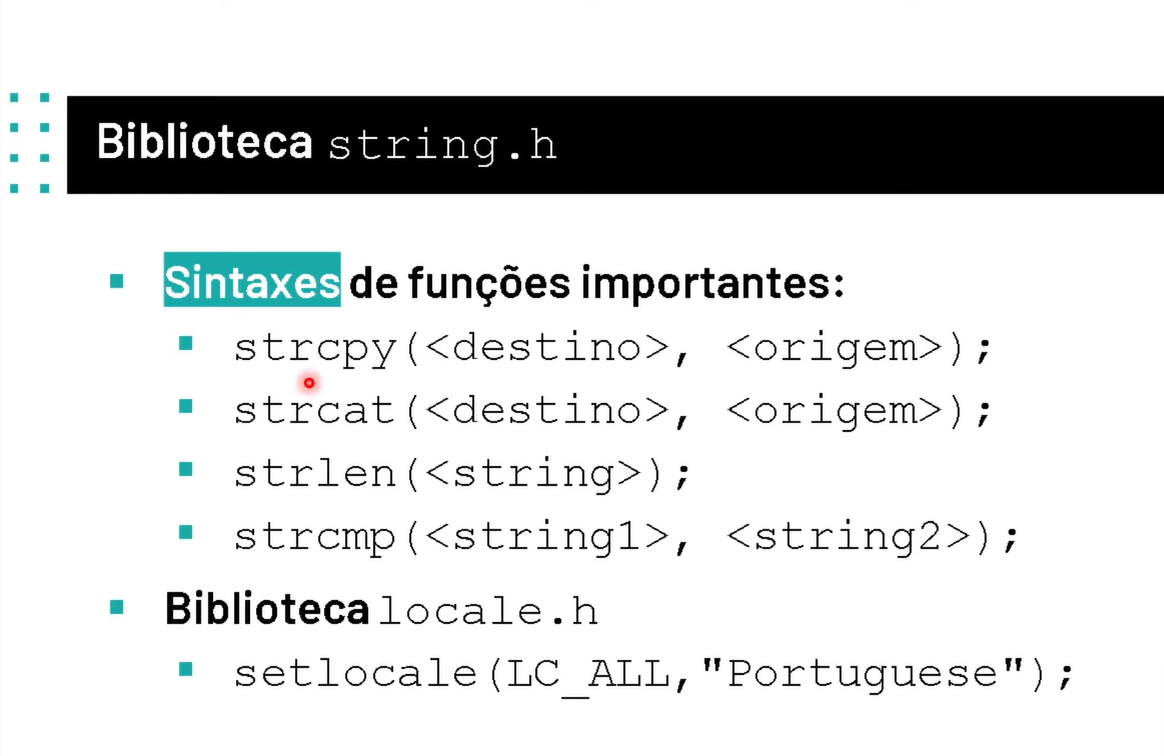 Biblioteca string.h
Sintaxes de funções importantes:
strcpy(<destino>, <origem>);
strcat(<destino>, <origem>);
strlen(<string>);
strcmp(<string1>, <string2>);
Biblioteca locale.h
setlocale(LC_ALL,"Portuguese");